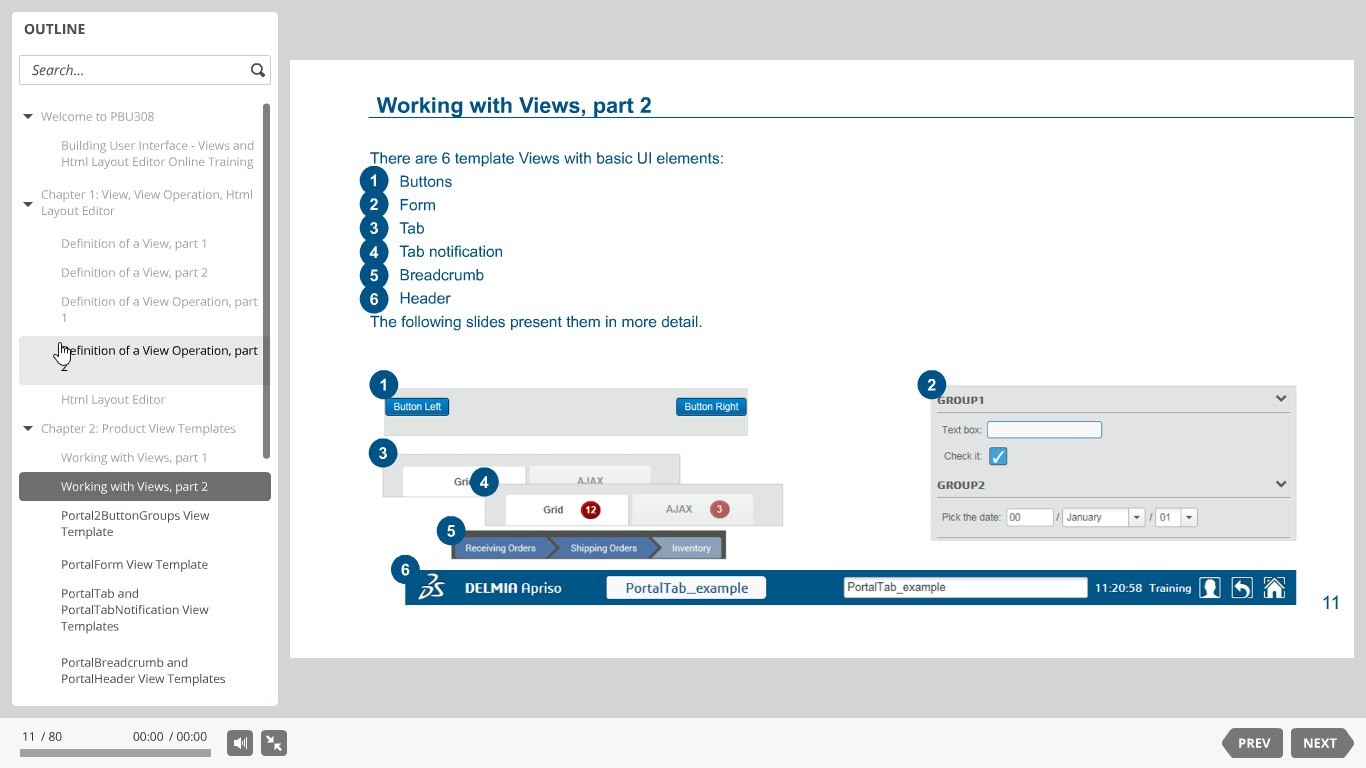 OUTLINE
Search...
Welcome to PBU308
Building User Interface - Views and
Html Layout Editor Online Training
Chapter 1: View, View Operation, Html
Layout Editor
Definition of a View, part 1
Definition of a View, part 2
Definition of a View Operation, part
1
Definition of a View Operation, part
2
Html Layout Editor
Chapter 2: Product View Templates
Working with Views, part 1
Working with Views, part 2
Portal2ButtonGroups View
Template
PortalForm View Template
PortalTab and
PortalTabNotification View
Templates
PortalBreadcrumb and
PortalHeader View Templates
Working with Views, part 2
There are 6 template Views with basic UI elements:
1 Buttons
2 Form
3 Tab
4 Tab notification
5 Breadcrumb
6 Header
The following slides present them in more detail.
1
Button Left Button Right
2
GROUP1
Text box:
Check it:
GROUP2
Pick the date: 00 / January / 01
3
Grid AJAX
4
Grid 12 AJAX 3
5
Receiving Orders Shipping Orders Inventory
6
DELMIA Apriso PortalTab_example PortalTab_example 11:20:58 Training
11
11 / 80 00:00 / 00:00
PREV NEXT